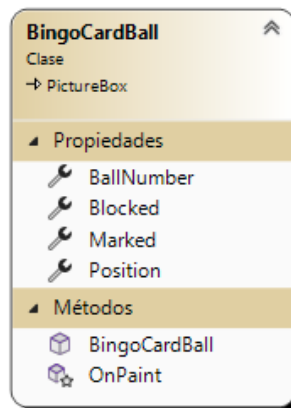 BingoCardBall
Clase
PictureBox
Propiedades
BallNumber
Blocked
Marked
Position
Métodos
BingoCardBall
OnPaint